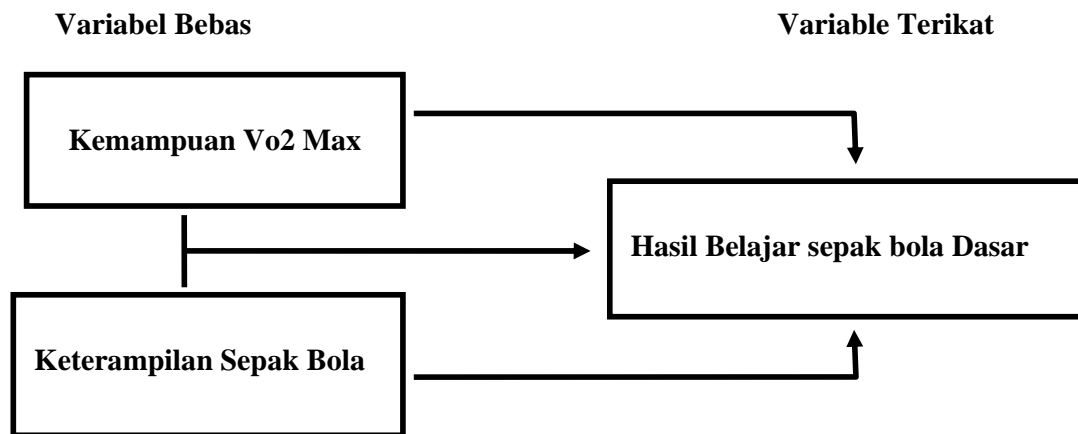 Variabel Bebas
Variable Terikat
Kemampuan Vo2 Max
Hasil Belajar sepak bola Dasar
Keterampilan Sepak Bola